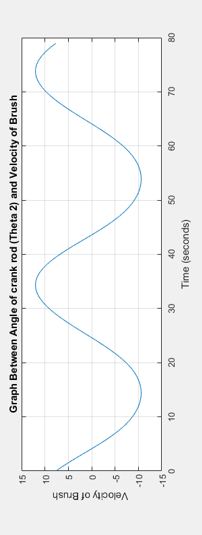 Graph Between Angle of crank rod (Theta 2) and Velocity of Brush
Velocity of Brush
15
10
5
0
-5
-10
-15
0 10 20 30 40 50 60 70 80
Time (seconds)